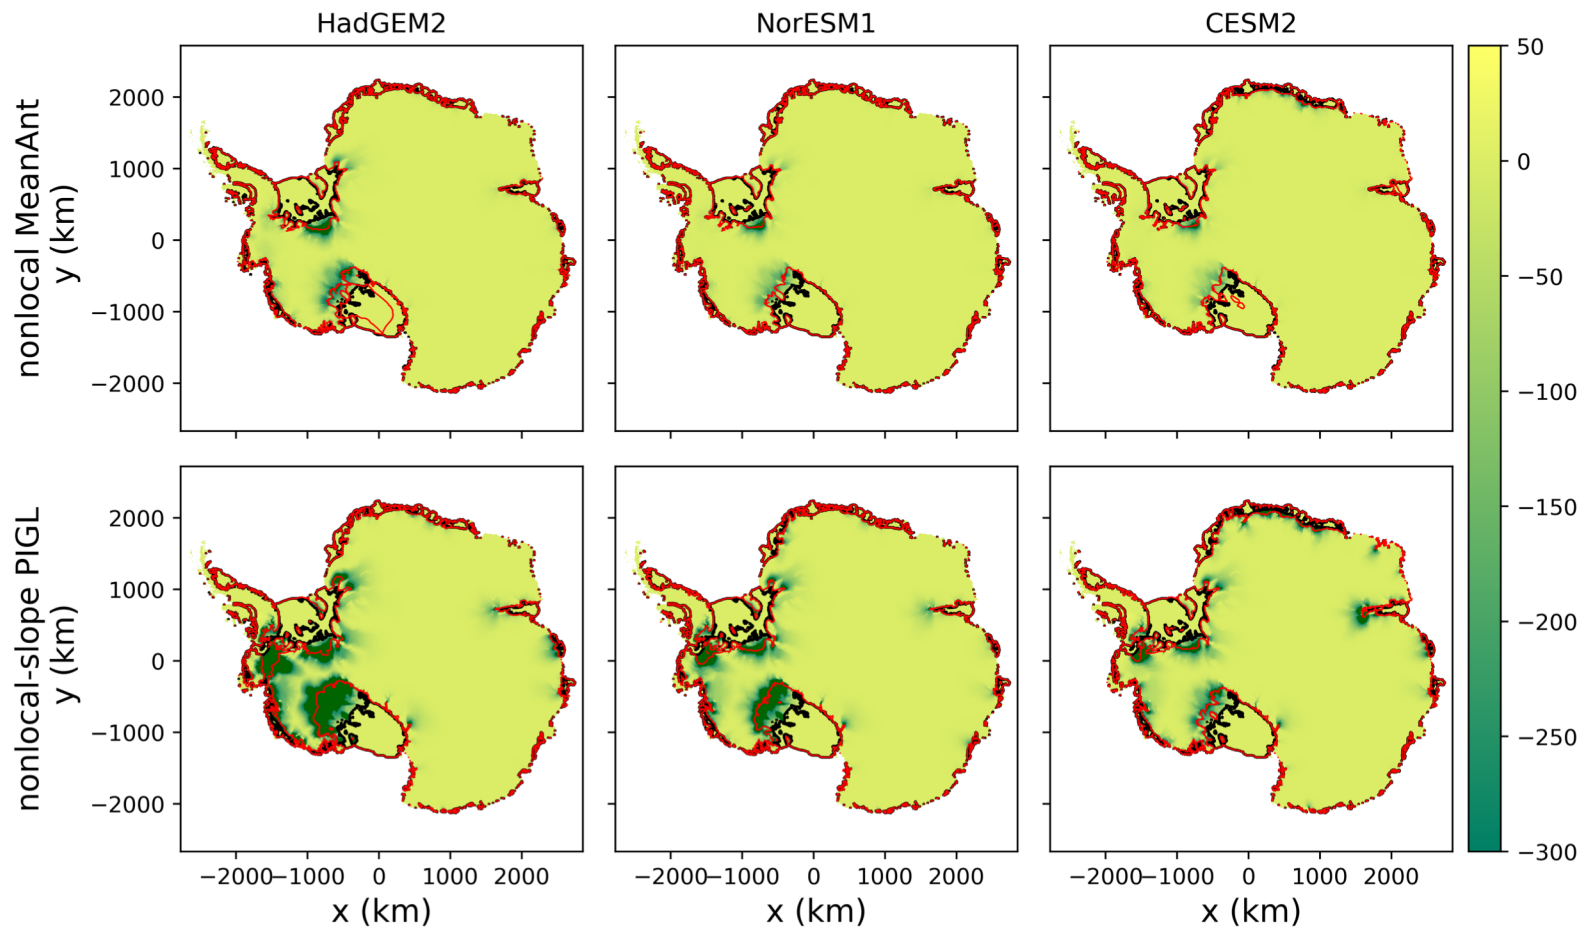 HadGEM2 NorESM1 CESM2
nonlocal MeanAnt
y (km)
2000
1000
0
−1000
−2000
50
0
−50
−100
−150
−200
−250
−300
nonlocal-slope PIGL
y (km)
2000
1000
0
−1000
−2000
−2000 −1000 0 1000 2000
−2000 −1000 0 1000 2000
−2000 −1000 0 1000 2000
x (km) x (km) x (km)